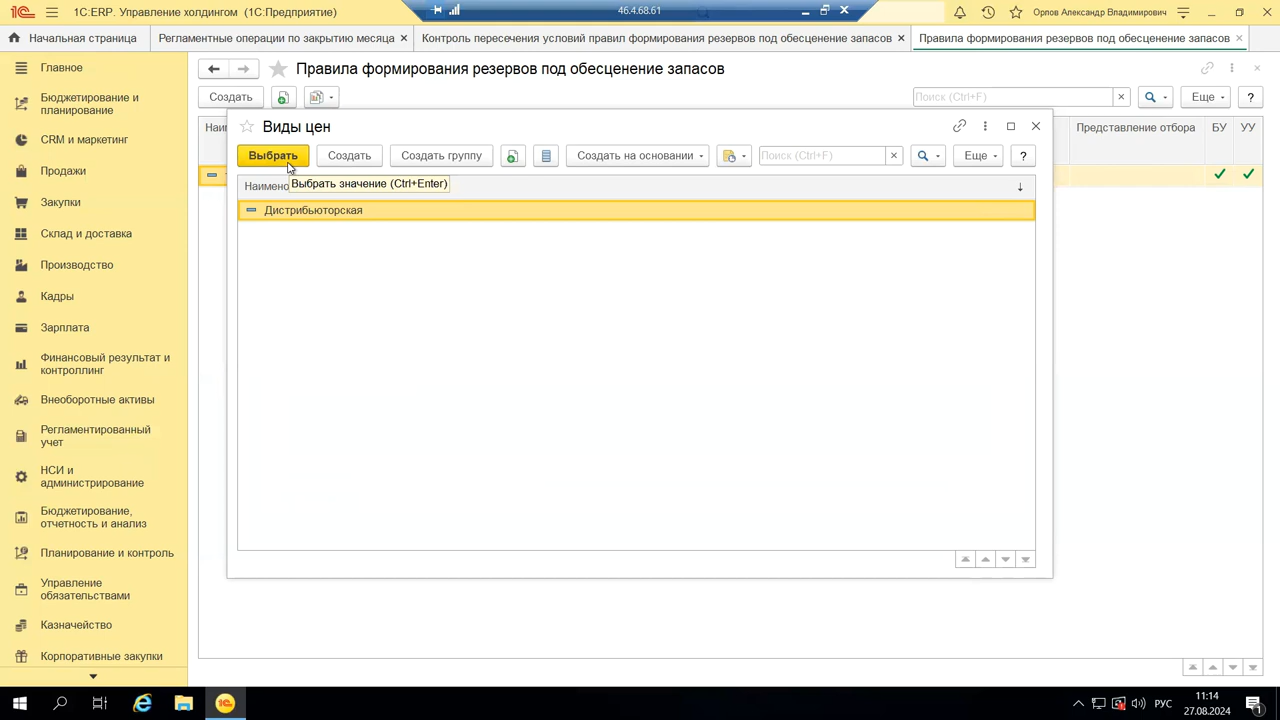 1С:ERP. Управление холдингом (1С:Предприятие)
46.4.68.61
Орлов Александр Владимирович
Начальная страница
Регламентные операции по закрытию месяца ×
Контроль пересечения условий правил формирования резервов под обесценение запасов ×
Правила формирования резервов под обесценение запасов ×
Главное
Бюджетирование и
планирование
CRM и маркетинг
Продажи
Закупки
Склад и доставка
Производство
Кадры
Зарплата
Финансовый результат и
контроллинг
Внеоборотные активы
Регламентированный
учет
НСИ и
администрирование
Бюджетирование,
отчетность и анализ
Планирование и контроль
Управление
обязательствами
Казначейство
Корпоративные закупки
Правила формирования резервов под обесценение запасов
Создать
Поиск (Ctrl+F) ×
Еще
?
Представление отбора
БУ
УУ
Виды цен
Выбрать
Создать
Создать группу
Создать на основании
Поиск (Ctrl+F) ×
Еще
?
Выбрать значение (Ctrl+Enter)
Дистрибьюторская
РУС
11:14
27.08.2024
1